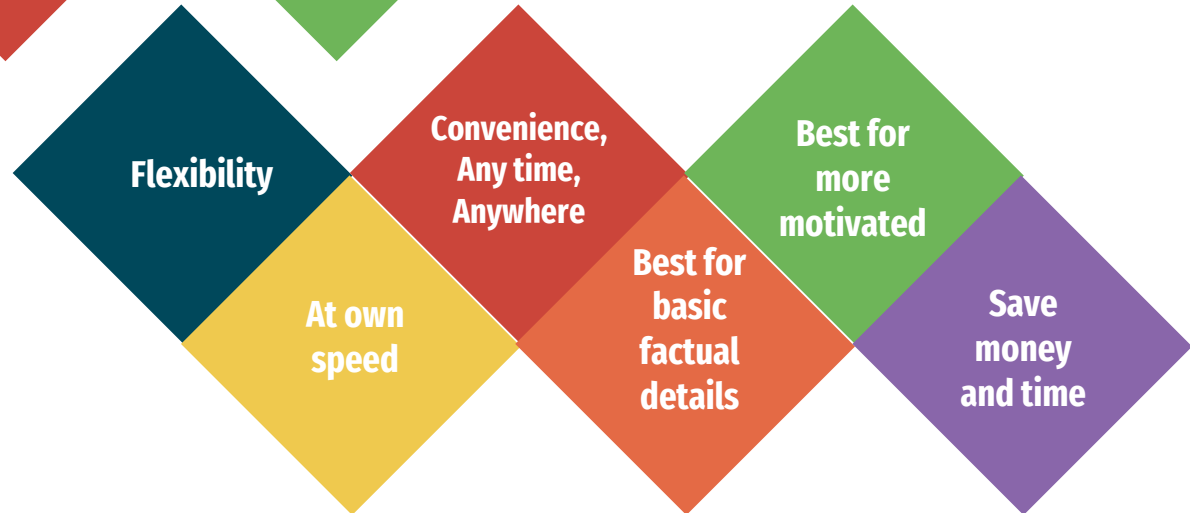 Flexibility
At own
speed
Convenience,
Any time,
Anywhere
Best for
basic
factual
details
Best for
more
motivated
Save
money
and time